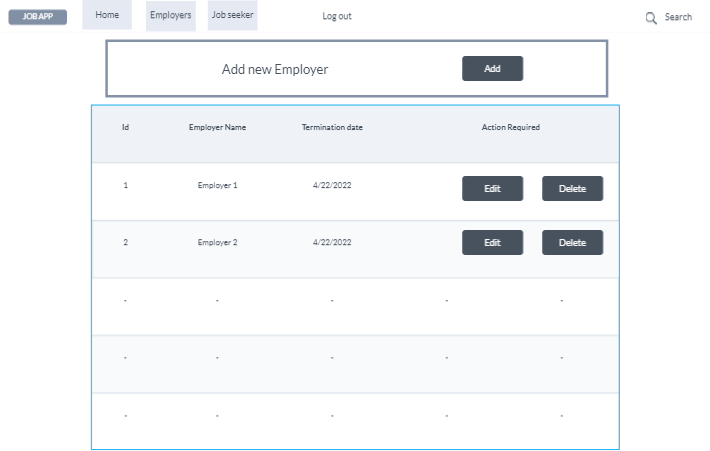 JOB APP Home Employers Job seeker Log out Search
Add new Employer Add
Id Employer Name Termination date Action Required
1 Employer 1 4/22/2022 Edit Delete
2 Employer 2 4/22/2022 Edit Delete
- - - - -
- - - - -
- - - - -